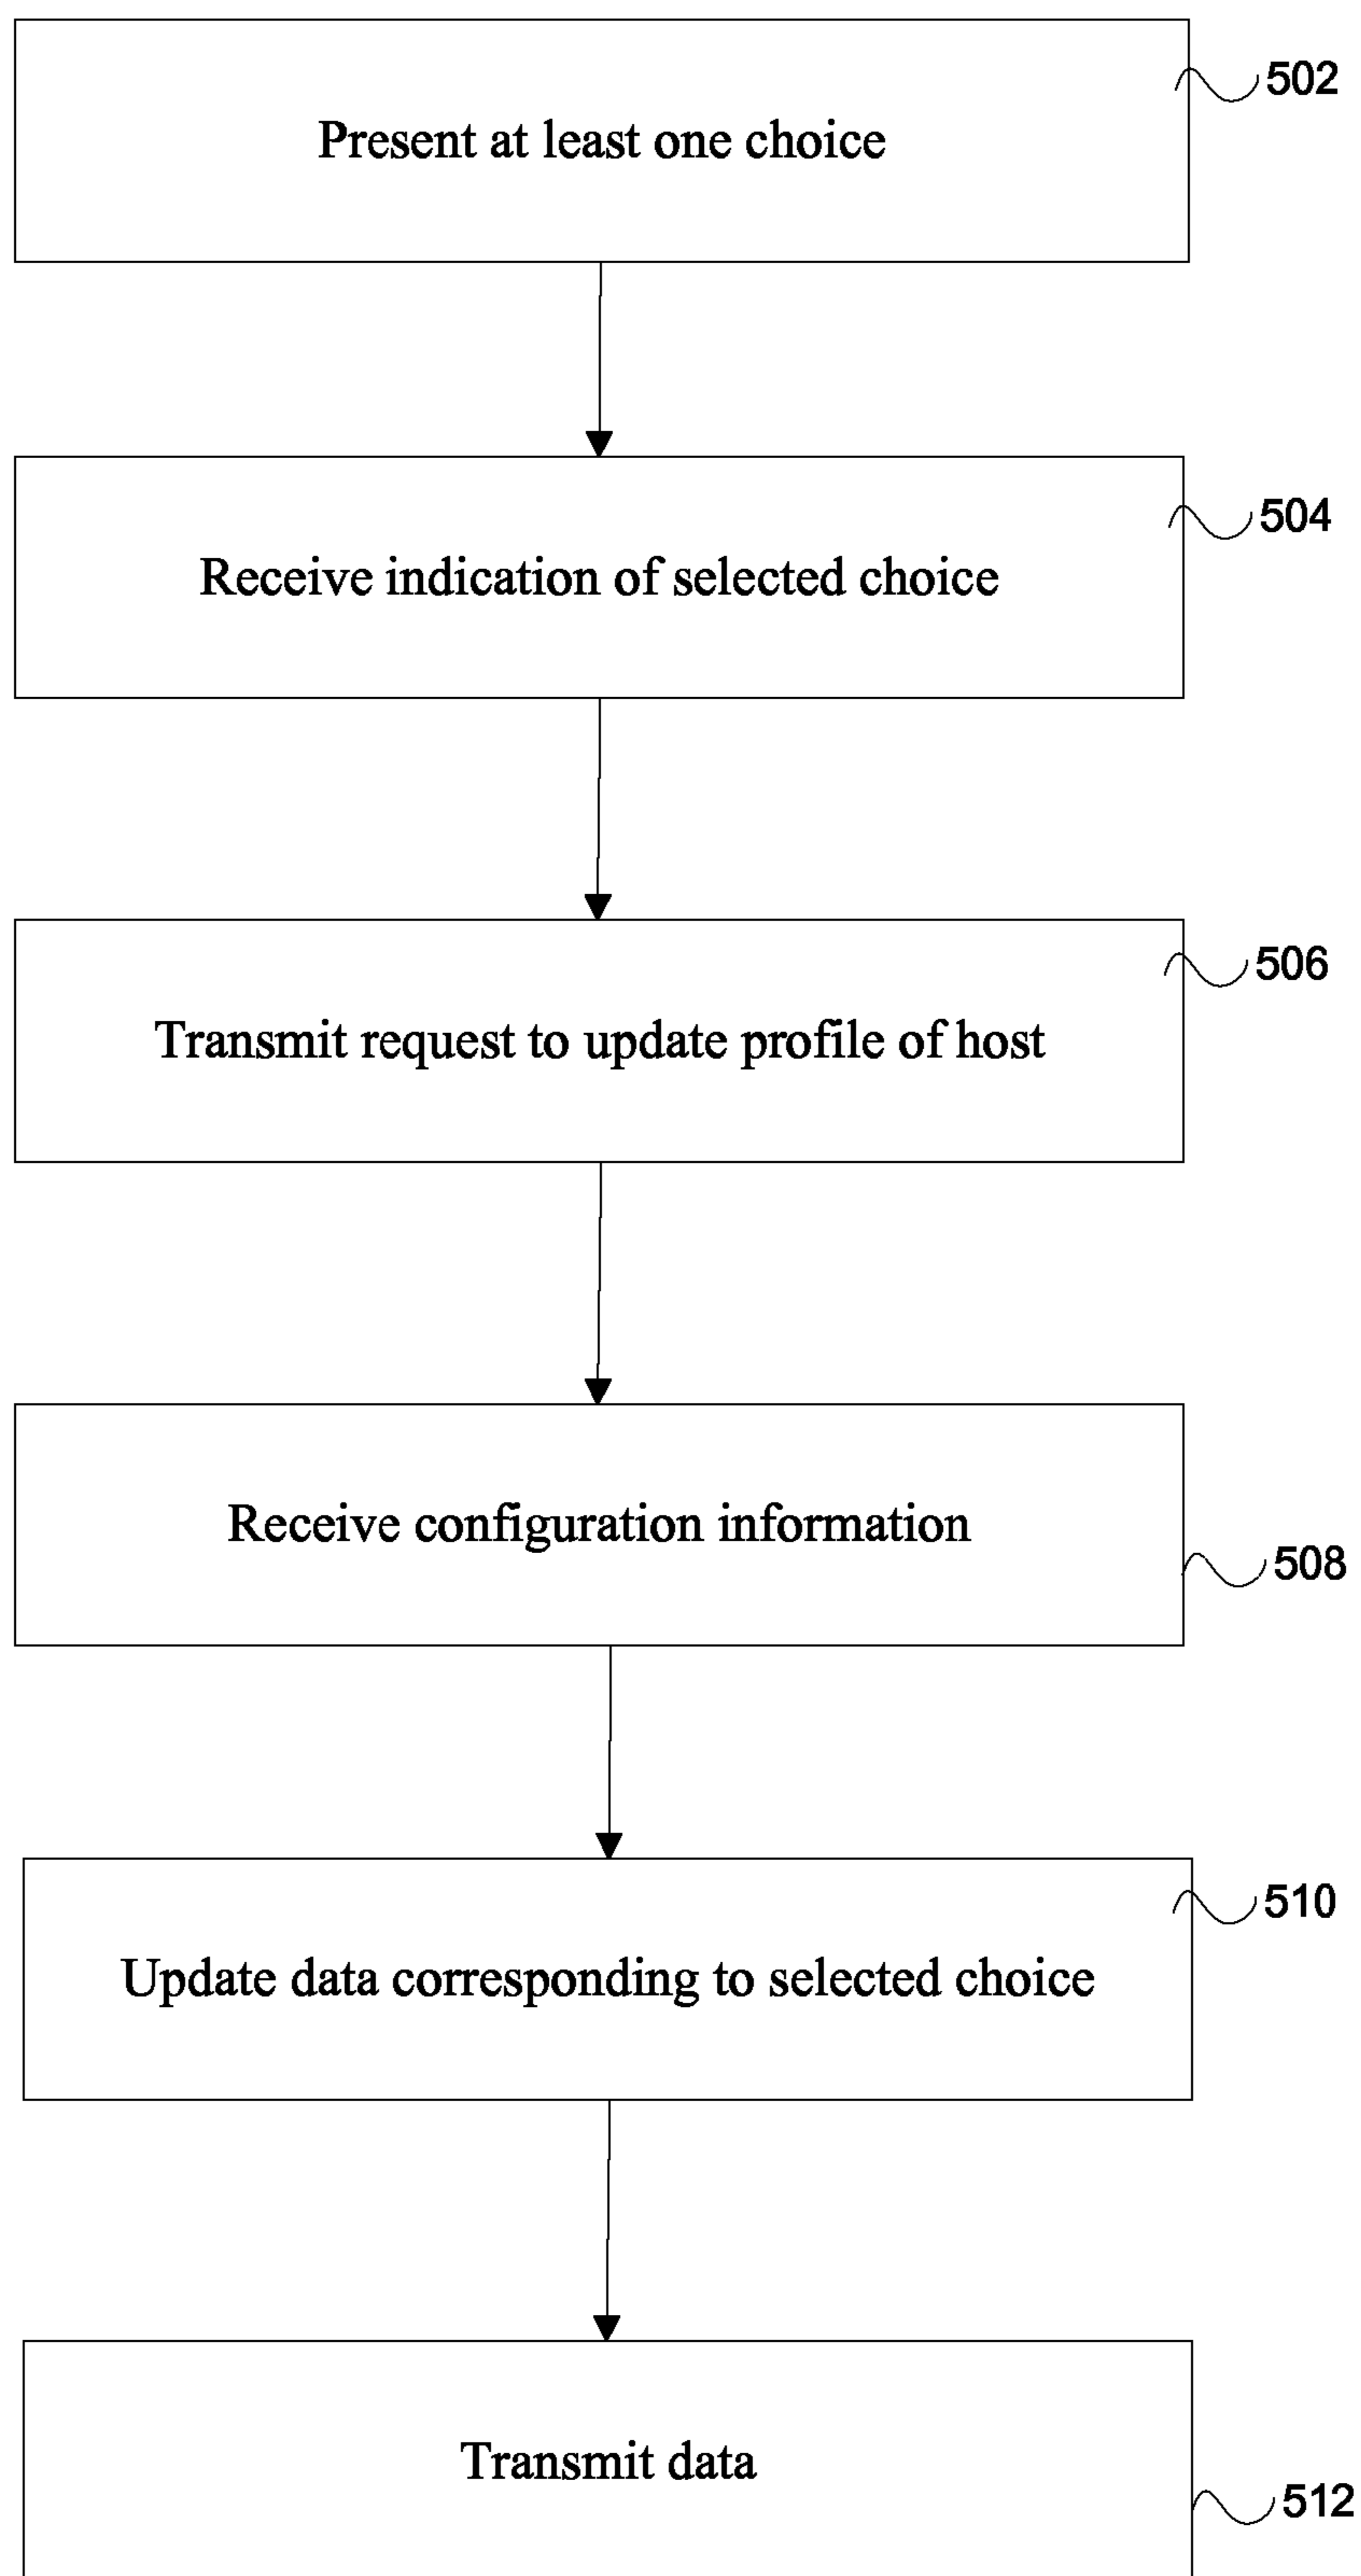 Present at least one choice
502
Receive indication of selected choice
504
Transmit request to update profile of host
506
Receive configuration information
508
Update data corresponding to selected choice
510
Transmit data
512